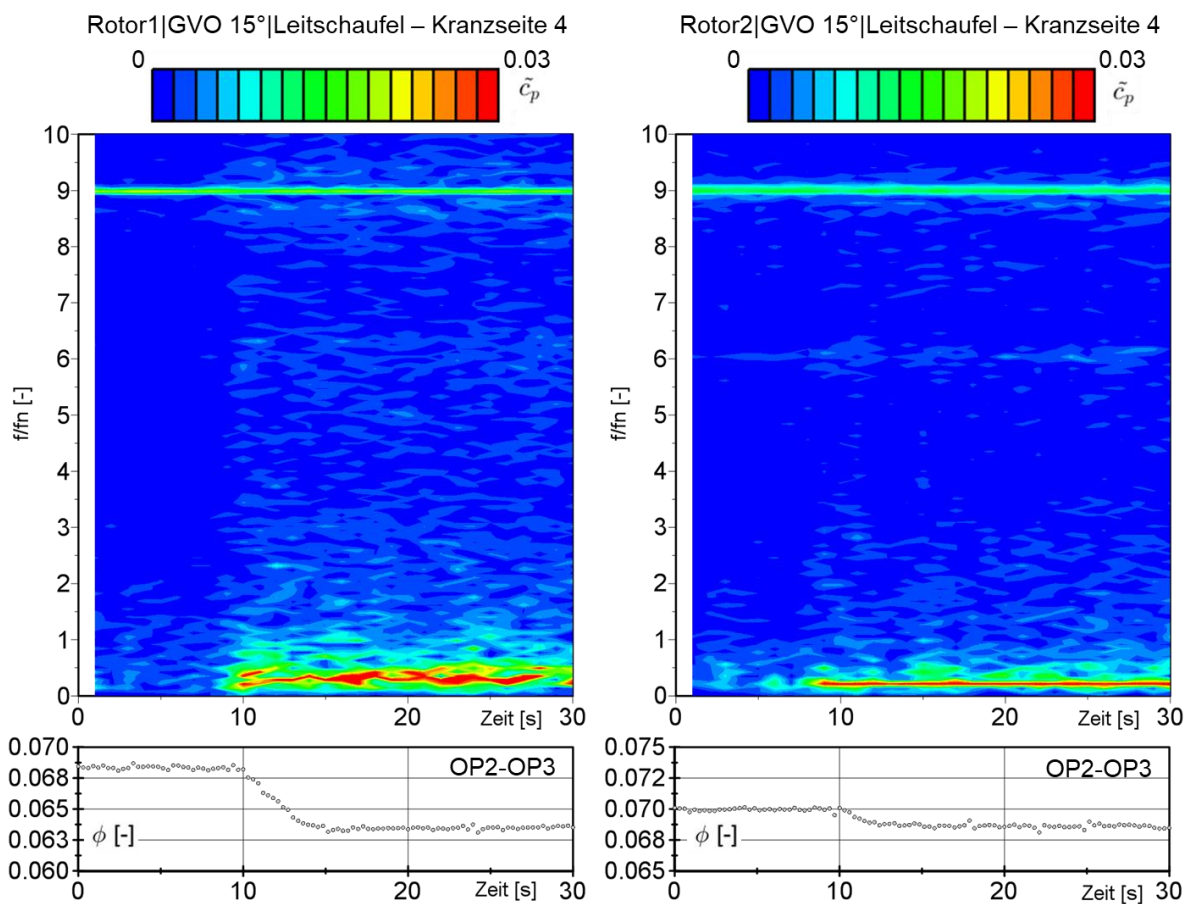 Rotor1|GVO 15°|Leitschaufel – Kranzseite 4
0 0.03
c̃p
10
9
8
7
6
5
4
3
2
1
0
f/fn [-]
0 10 20 30
Zeit [s]
0.070
0.068
0.065
0.063
0.060
OP2-OP3
ϕ [-]
0 10 20 30
Zeit [s]
Rotor2|GVO 15°|Leitschaufel – Kranzseite 4
0 0.03
c̃p
10
9
8
7
6
5
4
3
2
1
0
f/fn [-]
0 10 20 30
Zeit [s]
0.075
0.072
0.070
0.068
0.065
OP2-OP3
ϕ [-]
0 10 20 30
Zeit [s]